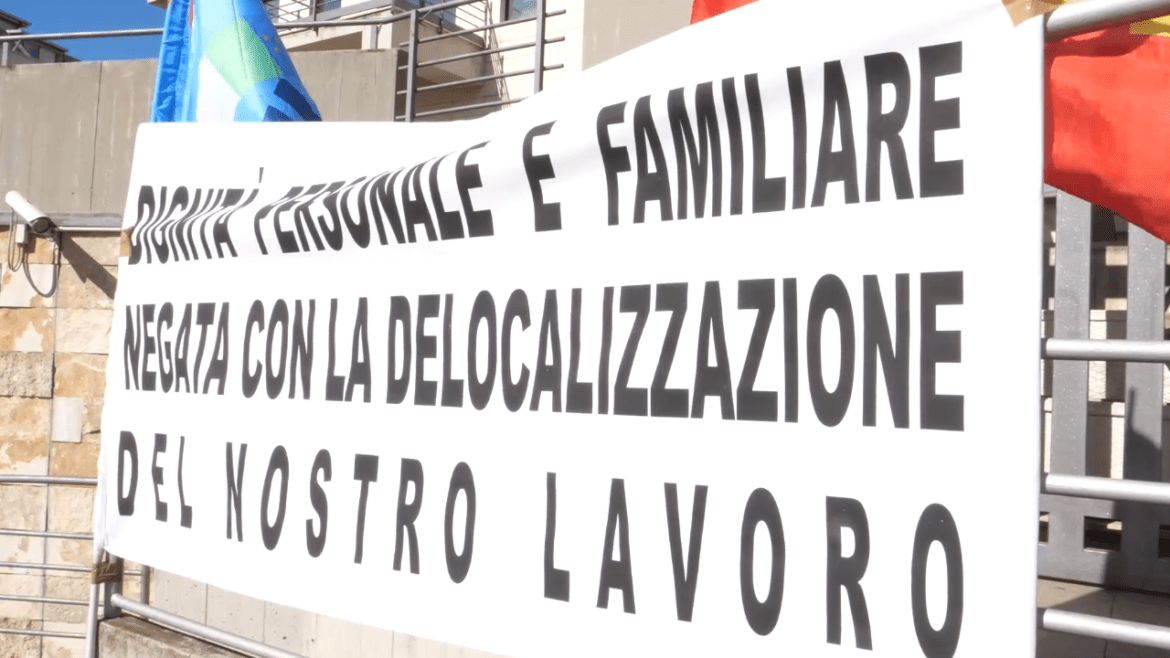 DIGNITA' PERSONALE E FAMILIARE
NEGATA CON LA DELOCALIZZAZIONE
DEL NOSTRO LAVORO